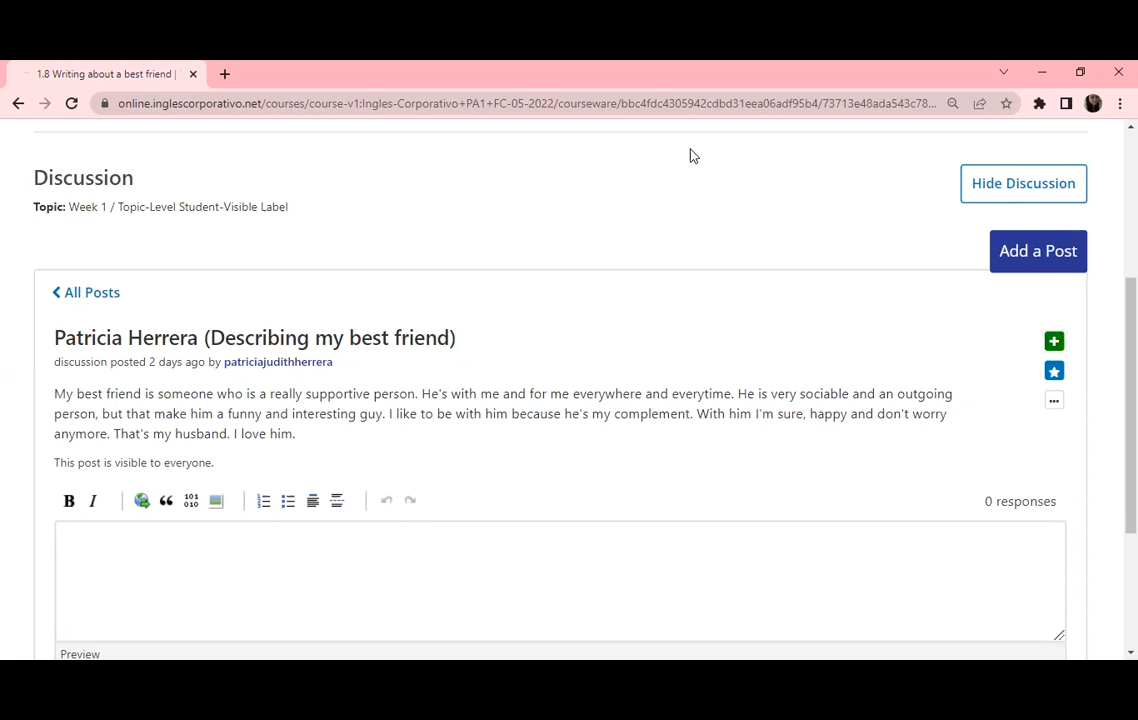 1.8 Writing about a best friend |
online.inglescorporativo.net/courses/course-v1:Ingles-Corporativo+PA1+FC-05-2022/courseware/bbc4fdc4305942cdbd31eea06adf95b4/73713e48ada543c78...
Discussion
Hide Discussion
Topic: Week 1 / Topic-Level Student-Visible Label
Add a Post
All Posts
Patricia Herrera (Describing my best friend)
discussion posted 2 days ago by patriciajudithherrera
My best friend is someone who is a really supportive person. He's with me and for me everywhere and everytime. He is very sociable and an outgoing
person, but that make him a funny and interesting guy. I like to be with him because he's my complement. With him I'm sure, happy and don't worry
anymore. That's my husband. I love him.
This post is visible to everyone.
B I 101 010
0 responses
Preview